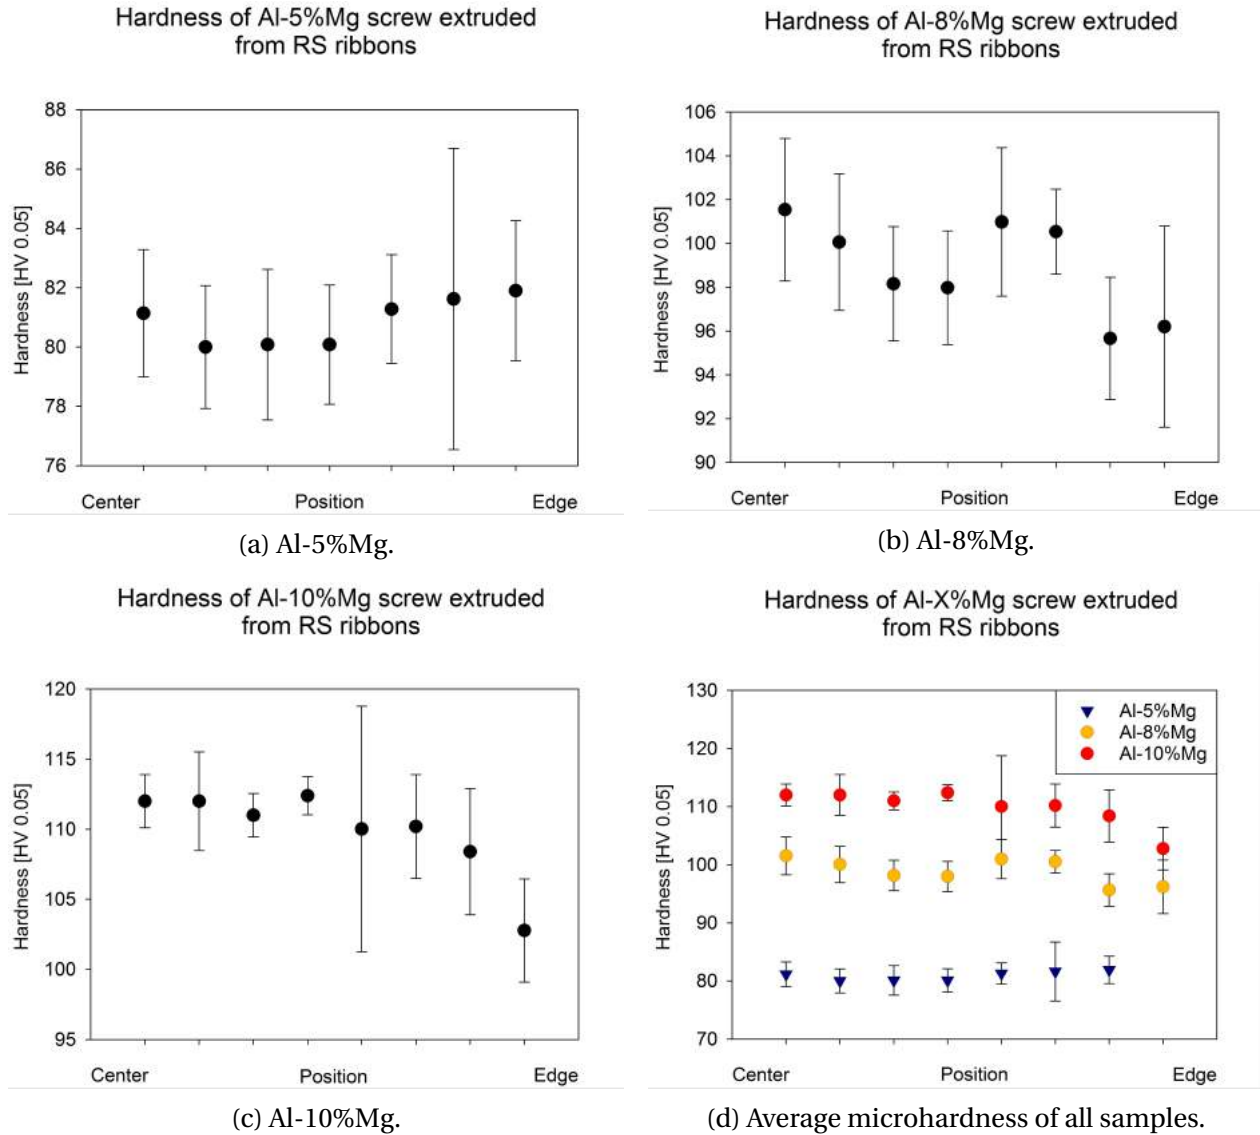 Hardness of Al-5%Mg screw extruded
from RS ribbons
Hardness [HV 0.05]
88
86
84
82
80
78
76
Center Position Edge
(a) Al-5%Mg.
Hardness of Al-8%Mg screw extruded
from RS ribbons
Hardness [HV 0.05]
106
104
102
100
98
96
94
92
90
Center Position Edge
(b) Al-8%Mg.
Hardness of Al-10%Mg screw extruded
from RS ribbons
Hardness [HV 0.05]
120
115
110
105
100
95
Center Position Edge
(c) Al-10%Mg.
Hardness of Al-X%Mg screw extruded
from RS ribbons
Hardness [HV 0.05]
130
120
110
100
90
80
70
Al-5%Mg
Al-8%Mg
Al-10%Mg
Center Position Edge
(d) Average microhardness of all samples.